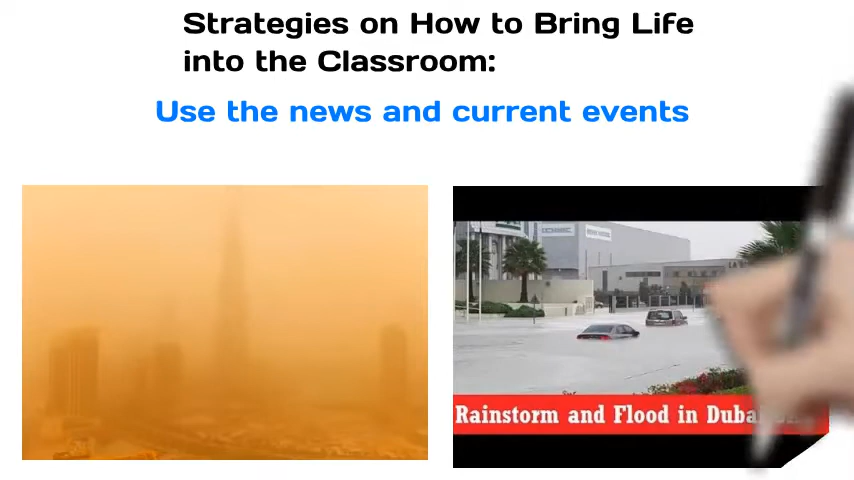 Strategies on How to Bring Life
into the Classroom:
Use the news and current events
Rainstorm and Flood in